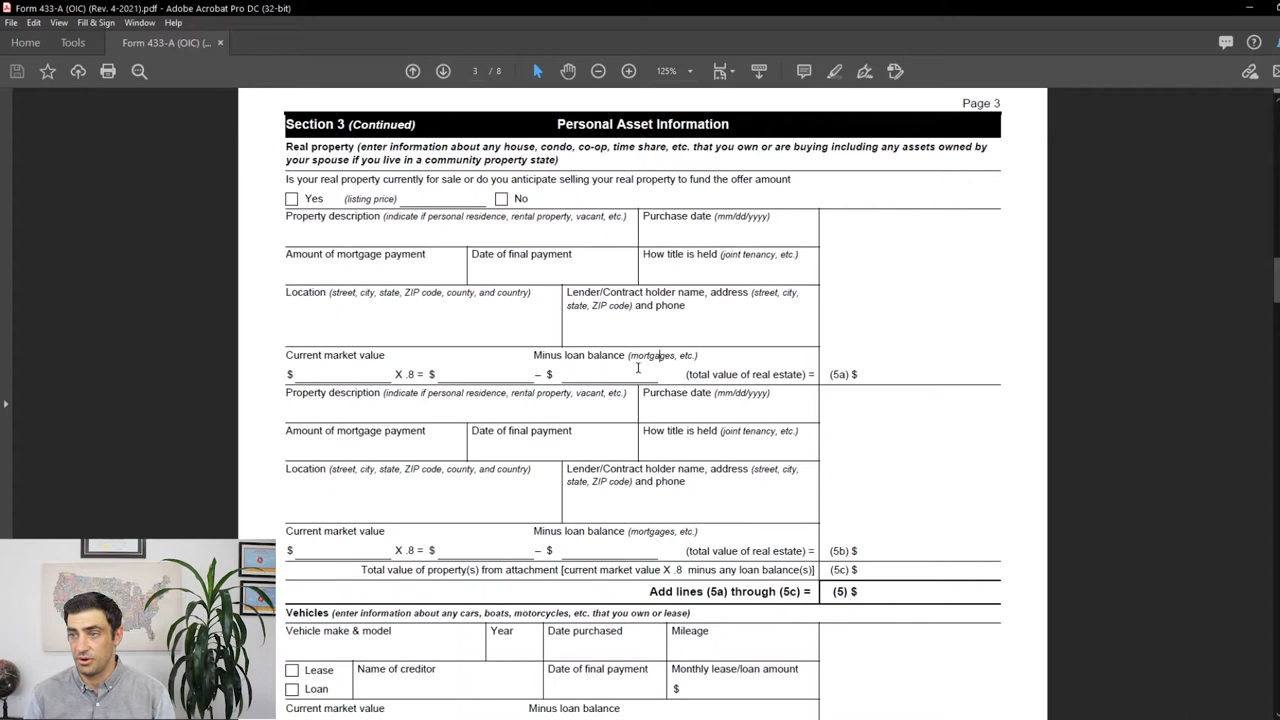 Form 433-A (OIC) (Rev. 4-2021).pdf - Adobe Acrobat Pro DC (32-bit)
File Edit View Fill & Sign Window Help
Home Tools Form 433-A (OIC) (... ×
3 / 8 125%
Page 3
Section 3 (Continued) Personal Asset Information
Real property (enter information about any house, condo, co-op, time share, etc. that you own or are buying including any assets owned by
your spouse if you live in a community property state)
Is your real property currently for sale or do you anticipate selling your real property to fund the offer amount
Yes (listing price) No
Property description (indicate if personal residence, rental property, vacant, etc.) Purchase date (mm/dd/yyyy)
Amount of mortgage payment Date of final payment How title is held (joint tenancy, etc.)
Location (street, city, state, ZIP code, county, and country) Lender/Contract holder name, address (street, city,
state, ZIP code) and phone
Current market value Minus loan balance (mortgages, etc.)
$ X .8 = $ – $ (total value of real estate) = (5a) $
Property description (indicate if personal residence, rental property, vacant, etc.) Purchase date (mm/dd/yyyy)
Amount of mortgage payment Date of final payment How title is held (joint tenancy, etc.)
Location (street, city, state, ZIP code, county, and country) Lender/Contract holder name, address (street, city,
state, ZIP code) and phone
Current market value Minus loan balance (mortgages, etc.)
$ X .8 = $ – $ (total value of real estate) = (5b) $
Total value of property(s) from attachment [current market value X .8 minus any loan balance(s)] (5c) $
Add lines (5a) through (5c) = (5) $
Vehicles (enter information about any cars, boats, motorcycles, etc. that you own or lease)
Vehicle make & model Year Date purchased Mileage
Lease Name of creditor Date of final payment Monthly lease/loan amount
Loan $
Current market value Minus loan balance